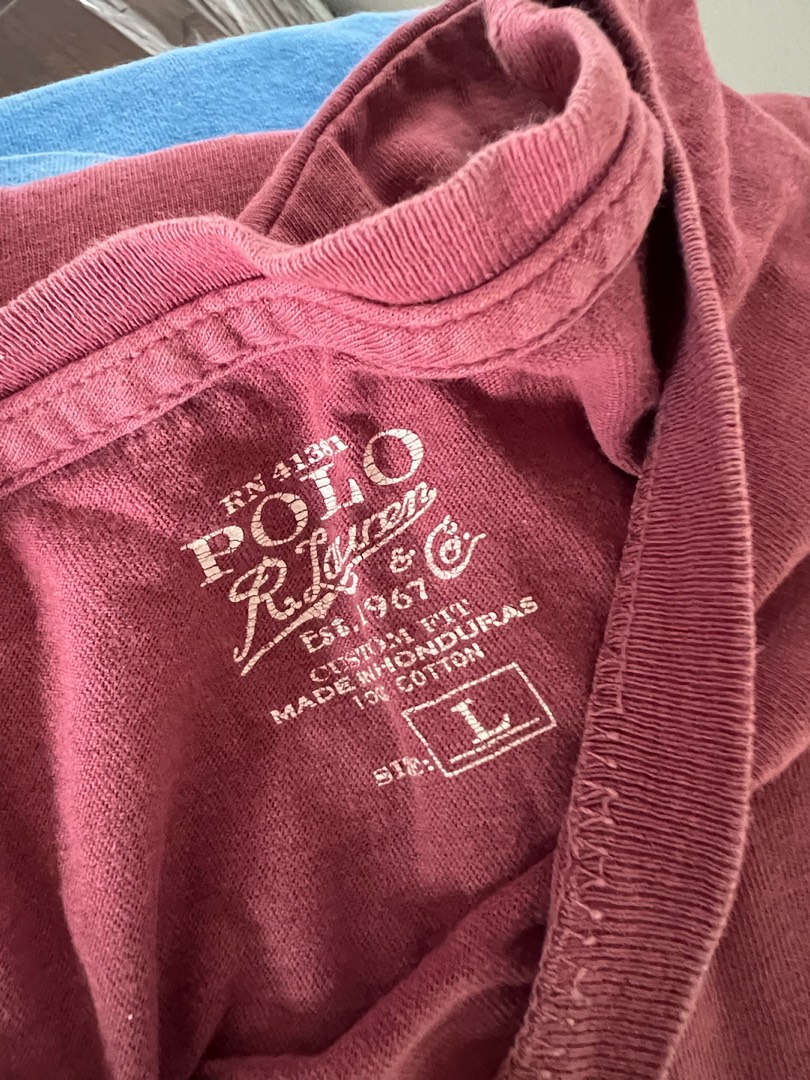 RN 41381
POLO
R. Lauren
& Co.
Est. 1967
CUSTOM FIT
MADE IN HONDURAS
100 COTTON
SIZE: L